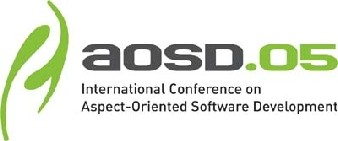 aosd.05
International Conference on
Aspect-Oriented Software Development